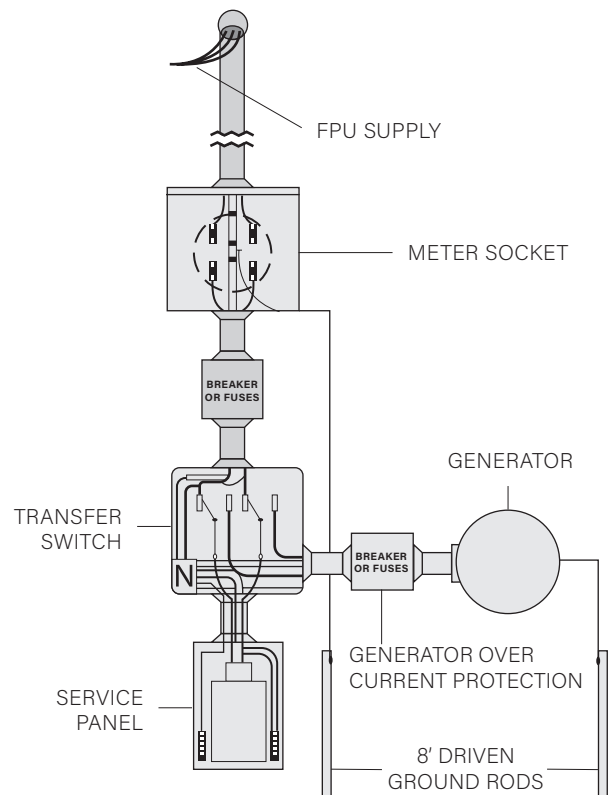 FPU SUPPLY
METER SOCKET
BREAKER
OR FUSES
GENERATOR
TRANSFER
SWITCH
BREAKER
OR FUSES
N
GENERATOR OVER
CURRENT PROTECTION
SERVICE
PANEL
8' DRIVEN
GROUND RODS